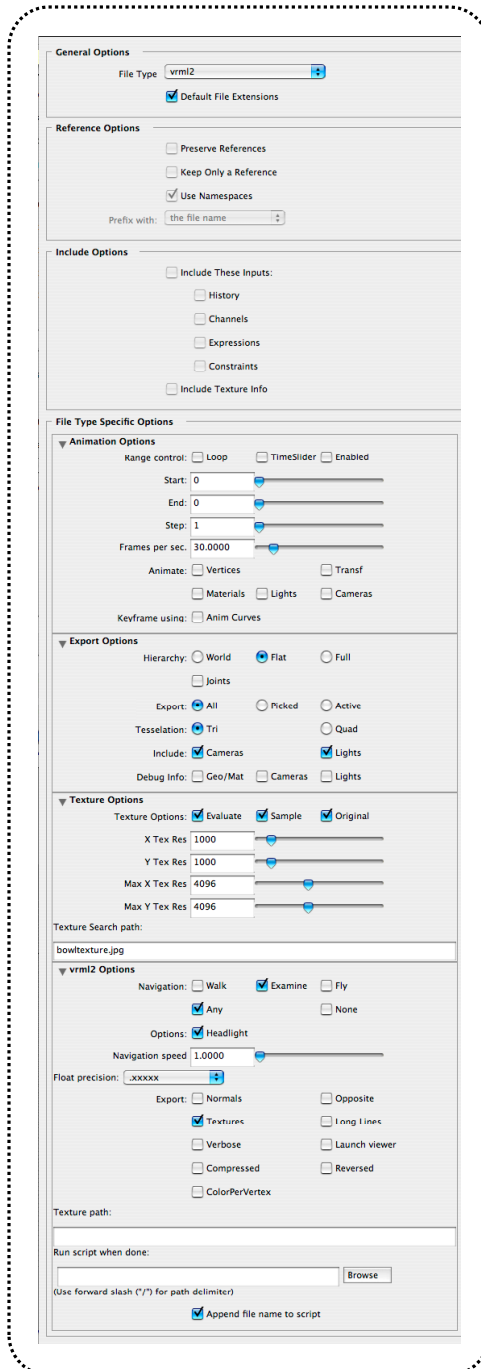 General Options
File Type vrml2
Default File Extensions
Reference Options
Preserve References
Keep Only a Reference
Use Namespaces
Prefix with: the file name
Include Options
Include These Inputs:
History
Channels
Expressions
Constraints
Include Texture Info
File Type Specific Options
Animation Options
Range control: Loop TimeSlider Enabled
Start: 0
End: 0
Step: 1
Frames per sec. 30.0000
Animate: Vertices Transf
Materials Lights Cameras
Keyframe using: Anim Curves
Export Options
Hierarchy: World Flat Full
Joints
Export: All Picked Active
Tesselation: Tri Quad
Include: Cameras Lights
Debug Info: Geo/Mat Cameras Lights
Texture Options
Texture Options: Evaluate Sample Original
X Tex Res 1000
Y Tex Res 1000
Max X Tex Res 4096
Max Y Tex Res 4096
Texture Search path:
bowltexture.jpg
vrml2 Options
Navigation: Walk Examine Fly
Any None
Options: Headlight
Navigation speed 1.0000
Float precision: .xxxxx
Export: Normals Opposite
Textures Long Lines
Verbose Launch viewer
Compressed Reversed
ColorPerVertex
Texture path:
Run script when done:
Browse
(Use forward slash ("/") for path delimiter)
Append file name to script